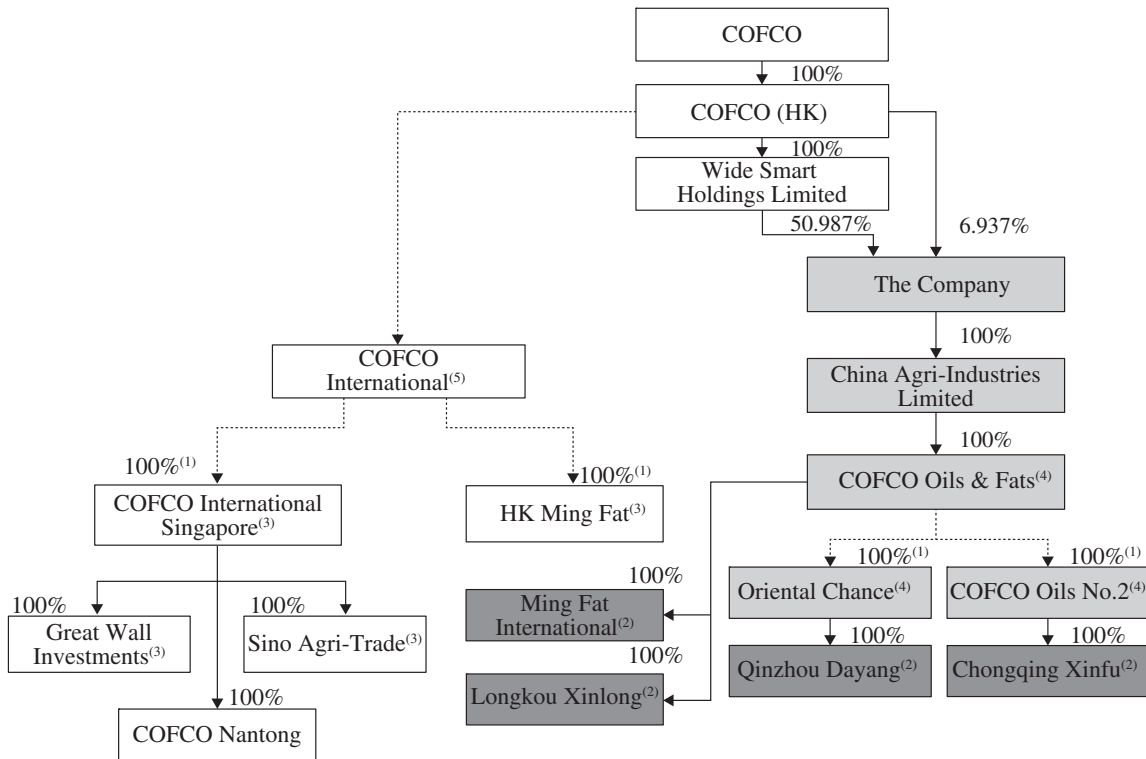 COFCO
100%
COFCO (HK)
100%
Wide Smart
Holdings Limited
50.987%
6.937%
The Company
100%
COFCO
International(5)
China Agri-Industries
Limited
100%
100%(1)
COFCO International
Singapore(3)
100%(1)
HK Ming Fat(3)
COFCO Oils & Fats(4)
100%
Great Wall
Investments(3)
100%
Sino Agri-Trade(3)
100%
COFCO Nantong
100%
Ming Fat
International(2)
100%
Longkou Xinlong(2)
100%(1)
Oriental Chance(4)
100%
Qinzhou Dayang(2)
100%(1)
COFCO Oils No.2(4)
100%
Chongqing Xinfu(2)